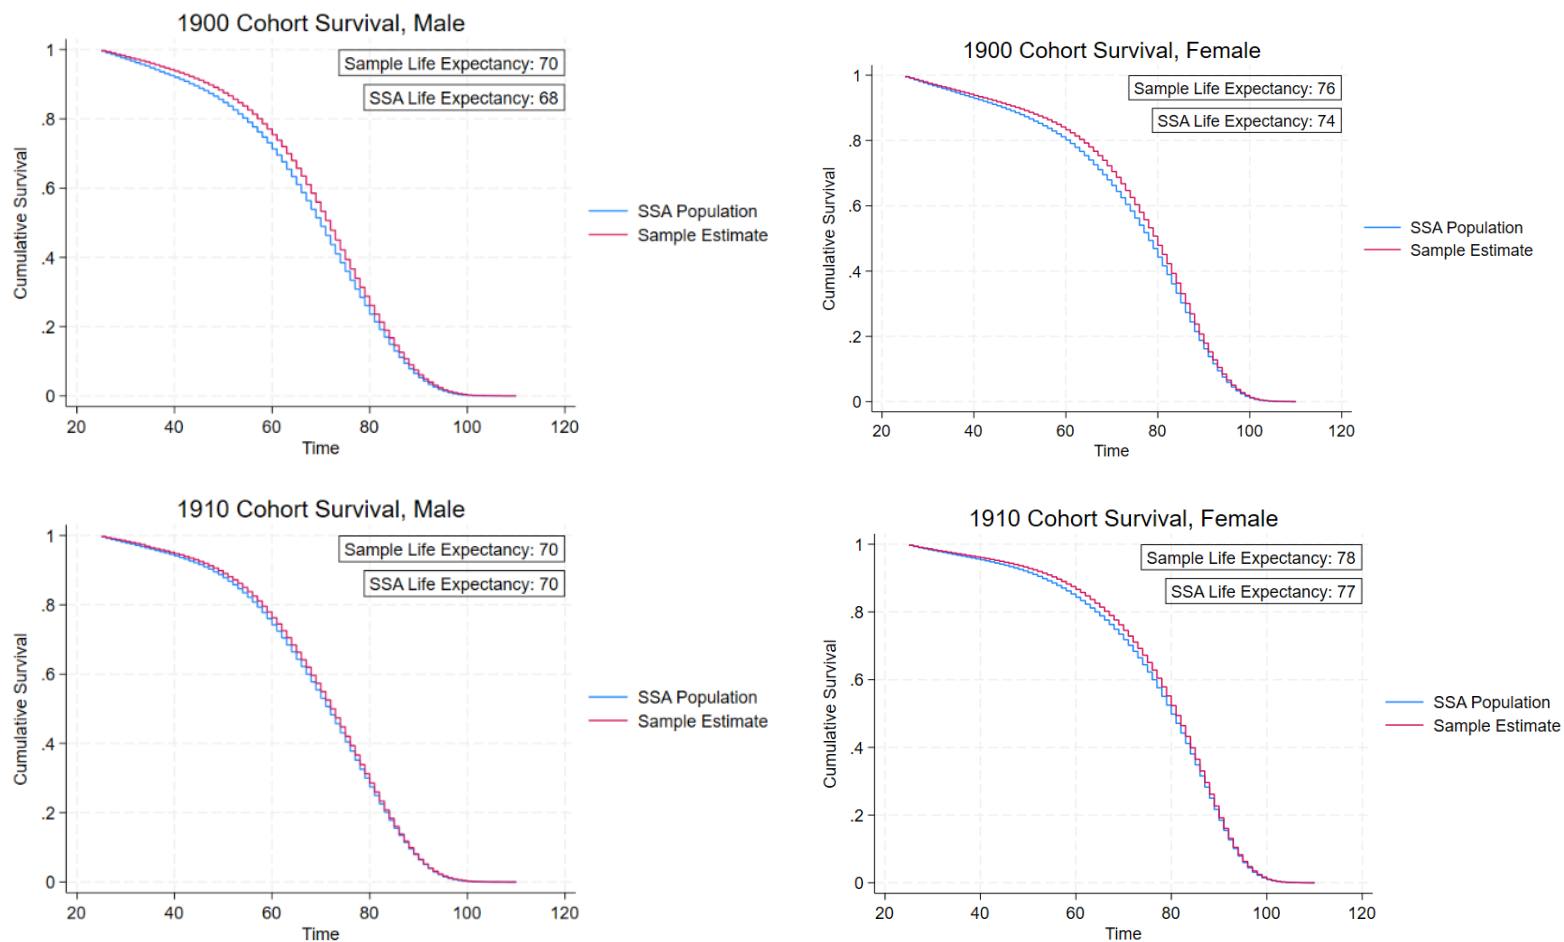 1900 Cohort Survival, Male
Sample Life Expectancy: 70
SSA Life Expectancy: 68
Cumulative Survival
1
.8
.6
.4
.2
0
20 40 60 80 100 120
Time
SSA Population
Sample Estimate
1900 Cohort Survival, Female
Sample Life Expectancy: 76
SSA Life Expectancy: 74
Cumulative Survival
1
.8
.6
.4
.2
0
20 40 60 80 100 120
Time
SSA Population
Sample Estimate
1910 Cohort Survival, Male
Sample Life Expectancy: 70
SSA Life Expectancy: 70
Cumulative Survival
1
.8
.6
.4
.2
0
20 40 60 80 100 120
Time
SSA Population
Sample Estimate
1910 Cohort Survival, Female
Sample Life Expectancy: 78
SSA Life Expectancy: 77
Cumulative Survival
1
.8
.6
.4
.2
0
20 40 60 80 100 120
Time
SSA Population
Sample Estimate